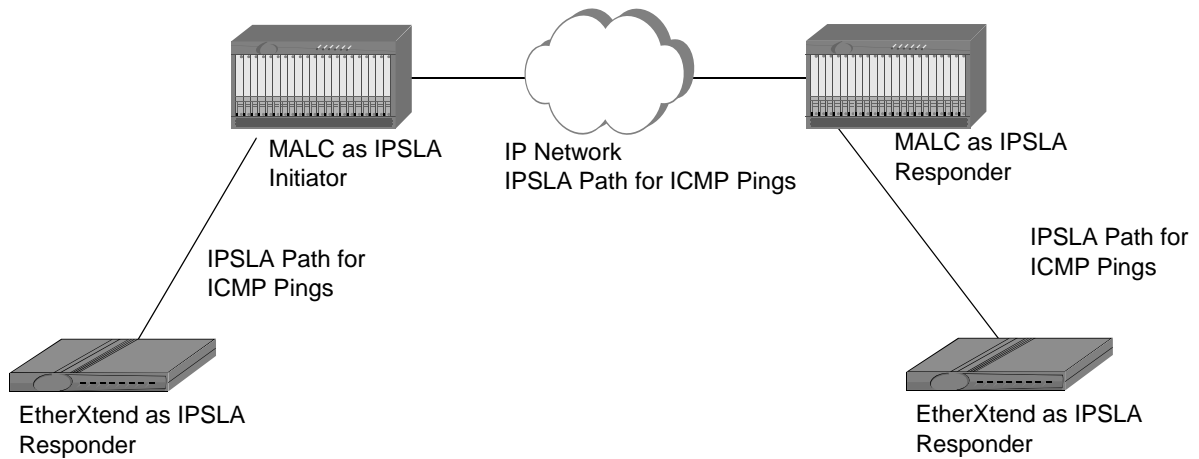 MALC as IPSLA
Initiator
IP Network
IPSLA Path for ICMP Pings
MALC as IPSLA
Responder
IPSLA Path for
ICMP Pings
IPSLA Path for
ICMP Pings
EtherXtend as IPSLA
Responder
EtherXtend as IPSLA
Responder